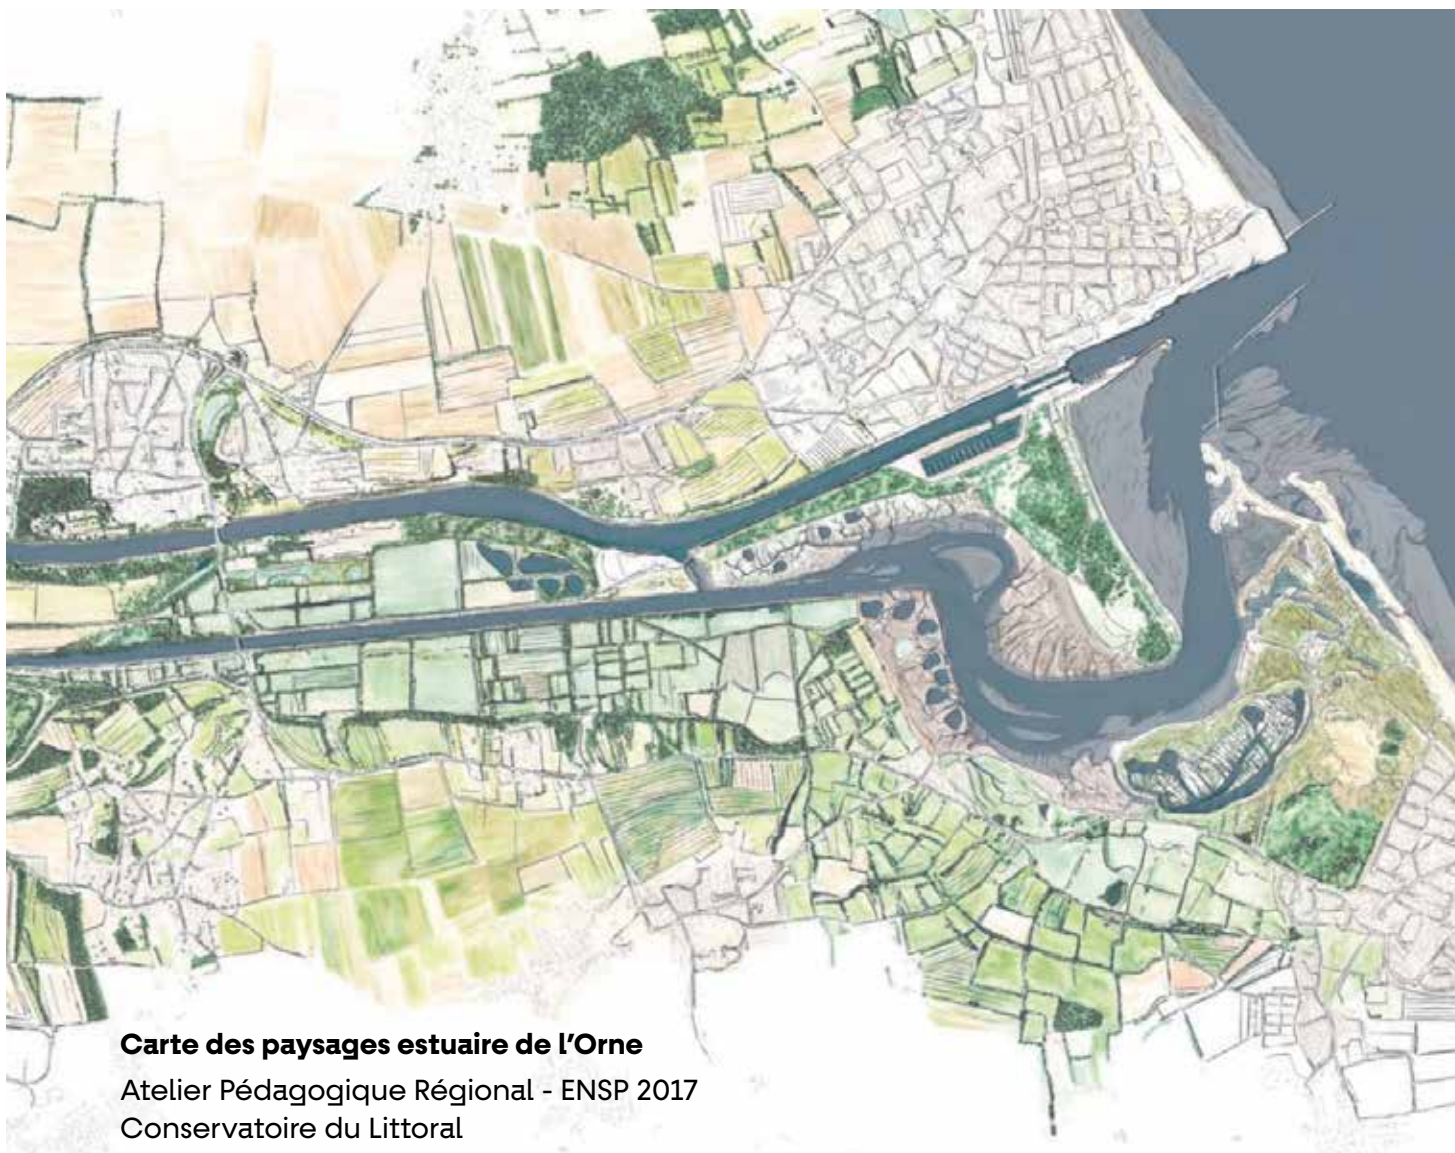 Carte des paysages estuaire de l'Orne
Atelier Pédagogique Régional - ENSP 2017
Conservatoire du Littoral